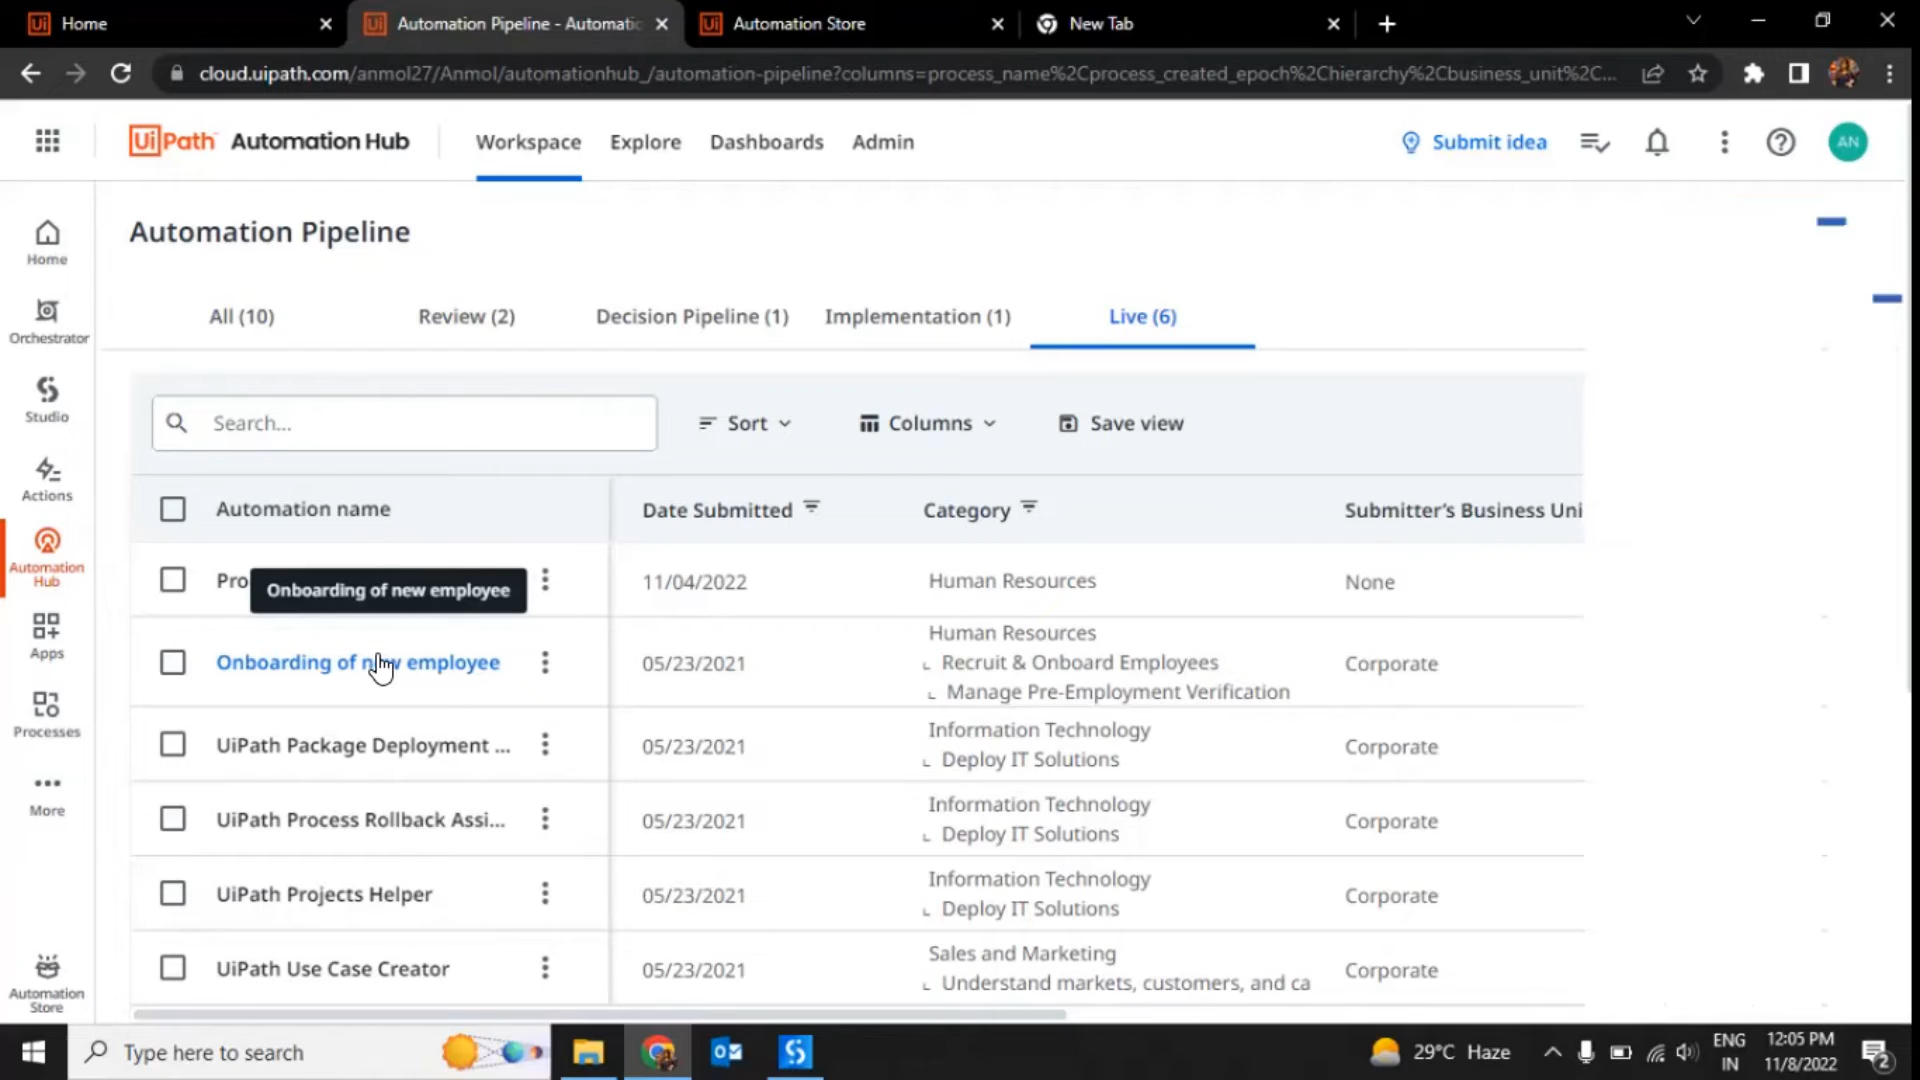 Home
Automation Pipeline - Automatic
Automation Store
New Tab
cloud.uipath.com/anmol27/Anmol/automationhub_/automation-pipeline?columns=process_name%2Cprocess_created_epoch%2Chierarchy%2Cbusiness_unit%2C...
UiPath Automation Hub
Workspace
Explore
Dashboards
Admin
Submit idea
AN
Home
Orchestrator
Studio
Actions
Automation
Hub
Apps
Processes
More
Automation
Store
Automation Pipeline
All (10)
Review (2)
Decision Pipeline (1)
Implementation (1)
Live (6)
Search...
Sort
Columns
Save view
Automation name
Date Submitted
Category
Submitter's Business Uni
Pro
Onboarding of new employee
11/04/2022
Human Resources
None
Onboarding of new employee
05/23/2021
Human Resources
Recruit & Onboard Employees
Manage Pre-Employment Verification
Corporate
UiPath Package Deployment ...
05/23/2021
Information Technology
Deploy IT Solutions
Corporate
UiPath Process Rollback Assi...
05/23/2021
Information Technology
Deploy IT Solutions
Corporate
UiPath Projects Helper
05/23/2021
Information Technology
Deploy IT Solutions
Corporate
UiPath Use Case Creator
05/23/2021
Sales and Marketing
Understand markets, customers, and ca
Corporate
Type here to search
29°C Haze
ENG
IN
12:05 PM
11/8/2022
2